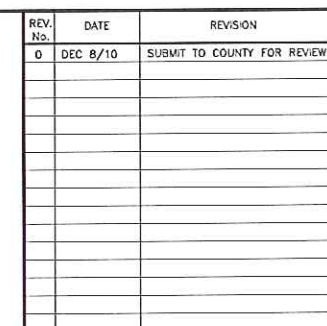 REV. No. DATE REVISION
0 DEC 8/10 SUBMIT TO COUNTY FOR REVIEW